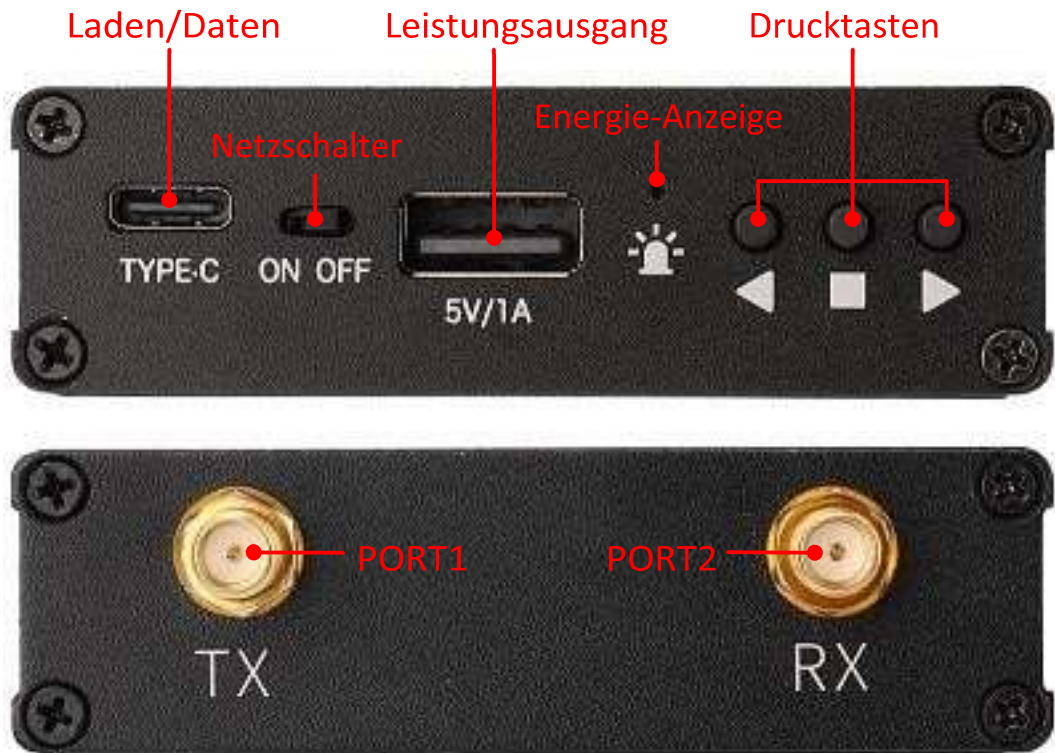 Laden/Daten
Leistungsausgang
Drucktasten
Energie-Anzeige
Netzschalter
TYPE-C
ON OFF
5V/1A
PORT1
PORT2
TX
RX